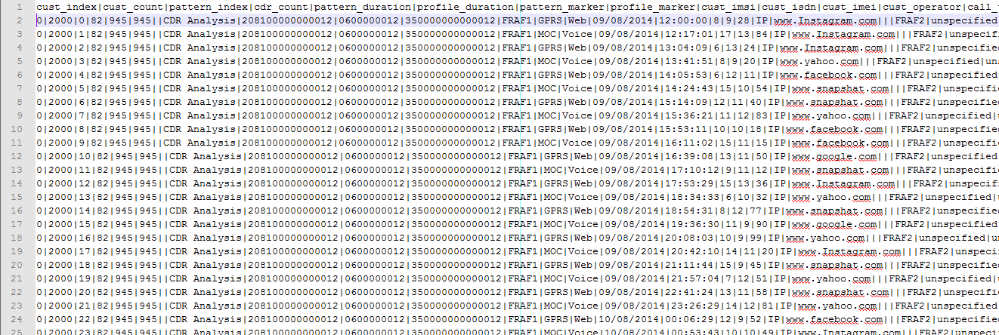 1 cust_index|cust_count|pattern_index|cdr_count|pattern_duration|profile_duration|pattern_marker|profile_marker|cust_imsi|cust_isdn|cust_imei|cust_operator|call_
2 0|2000|0|82|945|945||CDR Analysis|208100000000012|0600000012|350000000000012|FRAF1|GPRS|Web|09/08/2014|12:00:00|8|9|28|IP|www.Instagram.com|||FRAF2|unspecified
3 0|2000|1|82|945|945||CDR Analysis|208100000000012|0600000012|350000000000012|FRAF1|MOC|Voice|09/08/2014|12:17:01|17|13|84|IP|www.Instagram.com|||FRAF2|unspecif
4 0|2000|2|82|945|945||CDR Analysis|208100000000012|0600000012|350000000000012|FRAF1|GPRS|Web|09/08/2014|13:04:09|6|13|24|IP|www.Instagram.com|||FRAF2|unspecifie
5 0|2000|3|82|945|945||CDR Analysis|208100000000012|0600000012|350000000000012|FRAF1|MOC|Voice|09/08/2014|13:41:51|8|9|20|IP|www.yahoo.com|||FRAF2|unspecified|un
6 0|2000|4|82|945|945||CDR Analysis|208100000000012|0600000012|350000000000012|FRAF1|GPRS|Web|09/08/2014|14:05:53|6|12|11|IP|www.facebook.com|||FRAF2|unspecified
7 0|2000|5|82|945|945||CDR Analysis|208100000000012|0600000012|350000000000012|FRAF1|MOC|Voice|09/08/2014|14:24:43|15|10|54|IP|www.snapshat.com|||FRAF2|unspecifi
8 0|2000|6|82|945|945||CDR Analysis|208100000000012|0600000012|350000000000012|FRAF1|GPRS|Web|09/08/2014|15:14:09|12|11|40|IP|www.snapshat.com|||FRAF2|unspecifie
9 0|2000|7|82|945|945||CDR Analysis|208100000000012|0600000012|350000000000012|FRAF1|MOC|Voice|09/08/2014|15:36:21|11|12|83|IP|www.yahoo.com|||FRAF2|unspecified|
10 0|2000|8|82|945|945||CDR Analysis|208100000000012|0600000012|350000000000012|FRAF1|GPRS|Web|09/08/2014|15:53:11|10|10|18|IP|www.facebook.com|||FRAF2|unspecifie
11 0|2000|9|82|945|945||CDR Analysis|208100000000012|0600000012|350000000000012|FRAF1|MOC|Voice|09/08/2014|16:11:02|15|11|15|IP|www.facebook.com|||FRAF2|unspecifi
12 0|2000|10|82|945|945||CDR Analysis|208100000000012|0600000012|350000000000012|FRAF1|GPRS|Web|09/08/2014|16:39:08|13|11|50|IP|www.google.com|||FRAF2|unspecified
13 0|2000|11|82|945|945||CDR Analysis|208100000000012|0600000012|350000000000012|FRAF1|MOC|Voice|09/08/2014|17:10:12|9|11|12|IP|www.snapshat.com|||FRAF2|unspecifi
14 0|2000|12|82|945|945||CDR Analysis|208100000000012|0600000012|350000000000012|FRAF1|GPRS|Web|09/08/2014|17:53:29|15|13|36|IP|www.Instagram.com|||FRAF2|unspecif
15 0|2000|13|82|945|945||CDR Analysis|208100000000012|0600000012|350000000000012|FRAF1|MOC|Voice|09/08/2014|18:34:33|6|10|32|IP|www.yahoo.com|||FRAF2|unspecified|
16 0|2000|14|82|945|945||CDR Analysis|208100000000012|0600000012|350000000000012|FRAF1|GPRS|Web|09/08/2014|18:54:31|8|12|77|IP|www.snapshat.com|||FRAF2|unspecifie
17 0|2000|15|82|945|945||CDR Analysis|208100000000012|0600000012|350000000000012|FRAF1|MOC|Voice|09/08/2014|19:36:30|11|9|90|IP|www.google.com|||FRAF2|unspecified
18 0|2000|16|82|945|945||CDR Analysis|208100000000012|0600000012|350000000000012|FRAF1|GPRS|Web|09/08/2014|20:08:03|10|9|99|IP|www.yahoo.com|||FRAF2|unspecified|u
19 0|2000|17|82|945|945||CDR Analysis|208100000000012|0600000012|350000000000012|FRAF1|MOC|Voice|09/08/2014|20:42:10|14|11|20|IP|www.Instagram.com|||FRAF2|unspeci
20 0|2000|18|82|945|945||CDR Analysis|208100000000012|0600000012|350000000000012|FRAF1|GPRS|Web|09/08/2014|21:11:44|15|9|45|IP|www.snapshat.com|||FRAF2|unspecifie
21 0|2000|19|82|945|945||CDR Analysis|208100000000012|0600000012|350000000000012|FRAF1|MOC|Voice|09/08/2014|21:57:04|7|12|51|IP|www.yahoo.com|||FRAF2|unspecified|
22 0|2000|20|82|945|945||CDR Analysis|208100000000012|0600000012|350000000000012|FRAF1|GPRS|Web|09/08/2014|22:41:24|13|11|58|IP|www.snapshat.com|||FRAF2|unspecifi
23 0|2000|21|82|945|945||CDR Analysis|208100000000012|0600000012|350000000000012|FRAF1|MOC|Voice|09/08/2014|23:26:29|14|12|81|IP|www.yahoo.com|||FRAF2|unspecified
24 0|2000|22|82|945|945||CDR Analysis|208100000000012|0600000012|350000000000012|FRAF1|GPRS|Web|10/08/2014|00:06:29|12|9|52|IP|www.facebook.com|||FRAF2|unspecified
25 0|2000|23|82|945|945||CDR Analysis|208100000000012|0600000012|350000000000012|FRAF1|MOC|Voice|10/08/2014|00:53:43|10|10|49|IP|www.Instagram.com|||FRAF2|unspeci